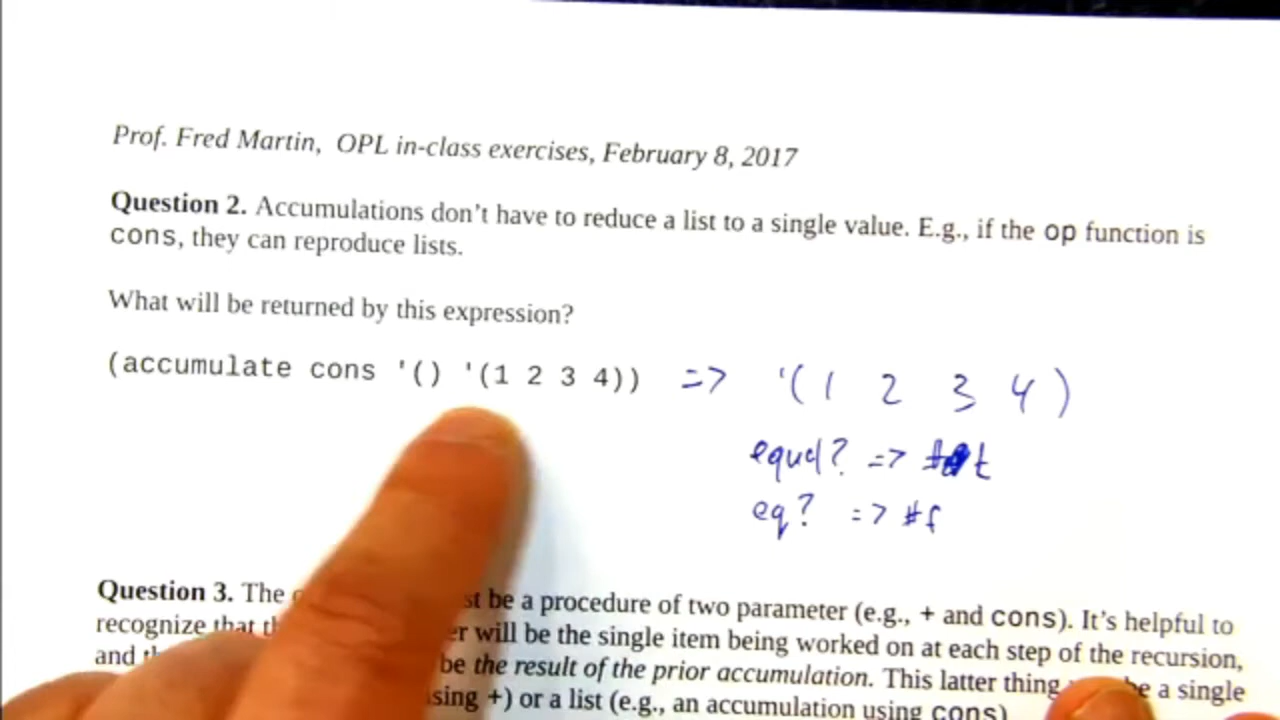 Prof. Fred Martin, OPL in-class exercises, February 8, 2017
Question 2. Accumulations don't have to reduce a list to a single value. E.g., if the op function is
cons, they can reproduce lists.
What will be returned by this expression?
(accumulate cons '() '(1 2 3 4)) => '(1 2 3 4)
equal? => #t
eq? => #f
Question 3. The be a procedure of two parameter (e.g., + and cons). It's helpful to
recognize that will be the single item being worked on at each step of the recursion,
and be the result of the prior accumulation. This latter thing be a single
+) or a list (e.g., an accumulation using cons)